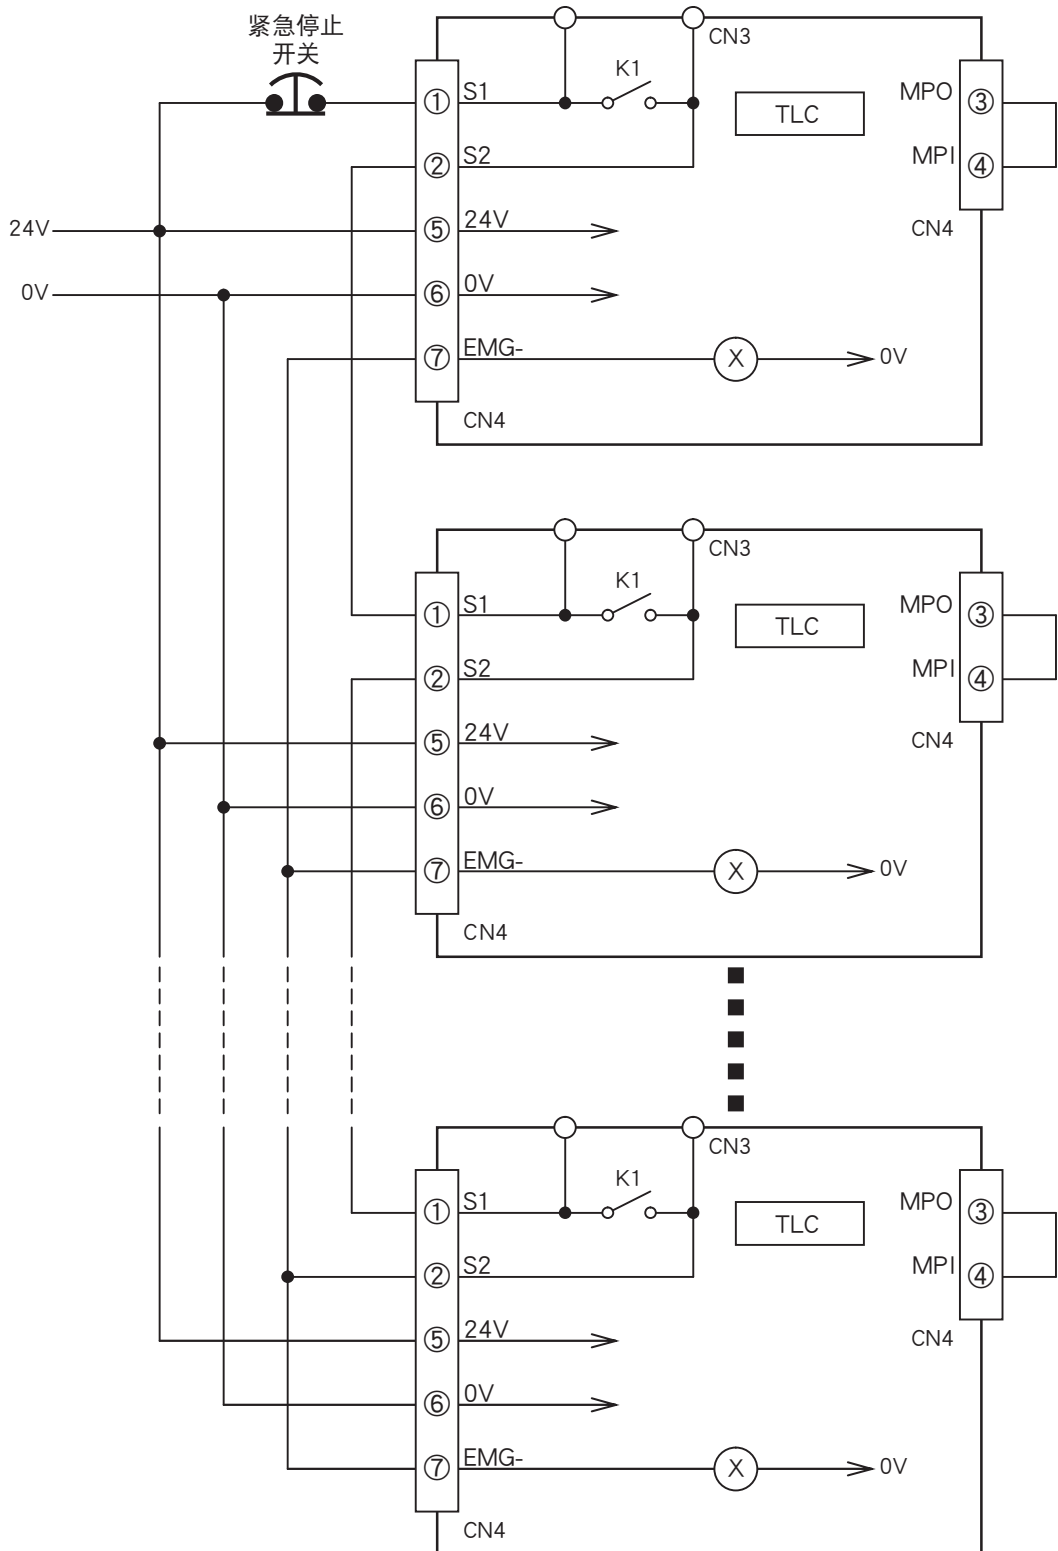 紧急停止
开关
CN3
K1
① S1
TLC
MPO ③
② S2
MPI ④
24V
⑤ 24V
CN4
0V
⑥ 0V
⑦ EMG-
X
0V
CN4
CN3
K1
① S1
TLC
MPO ③
② S2
MPI ④
⑤ 24V
CN4
⑥ 0V
⑦ EMG-
X
0V
CN4
CN3
K1
① S1
TLC
MPO ③
② S2
MPI ④
⑤ 24V
CN4
⑥ 0V
⑦ EMG-
X
0V
CN4